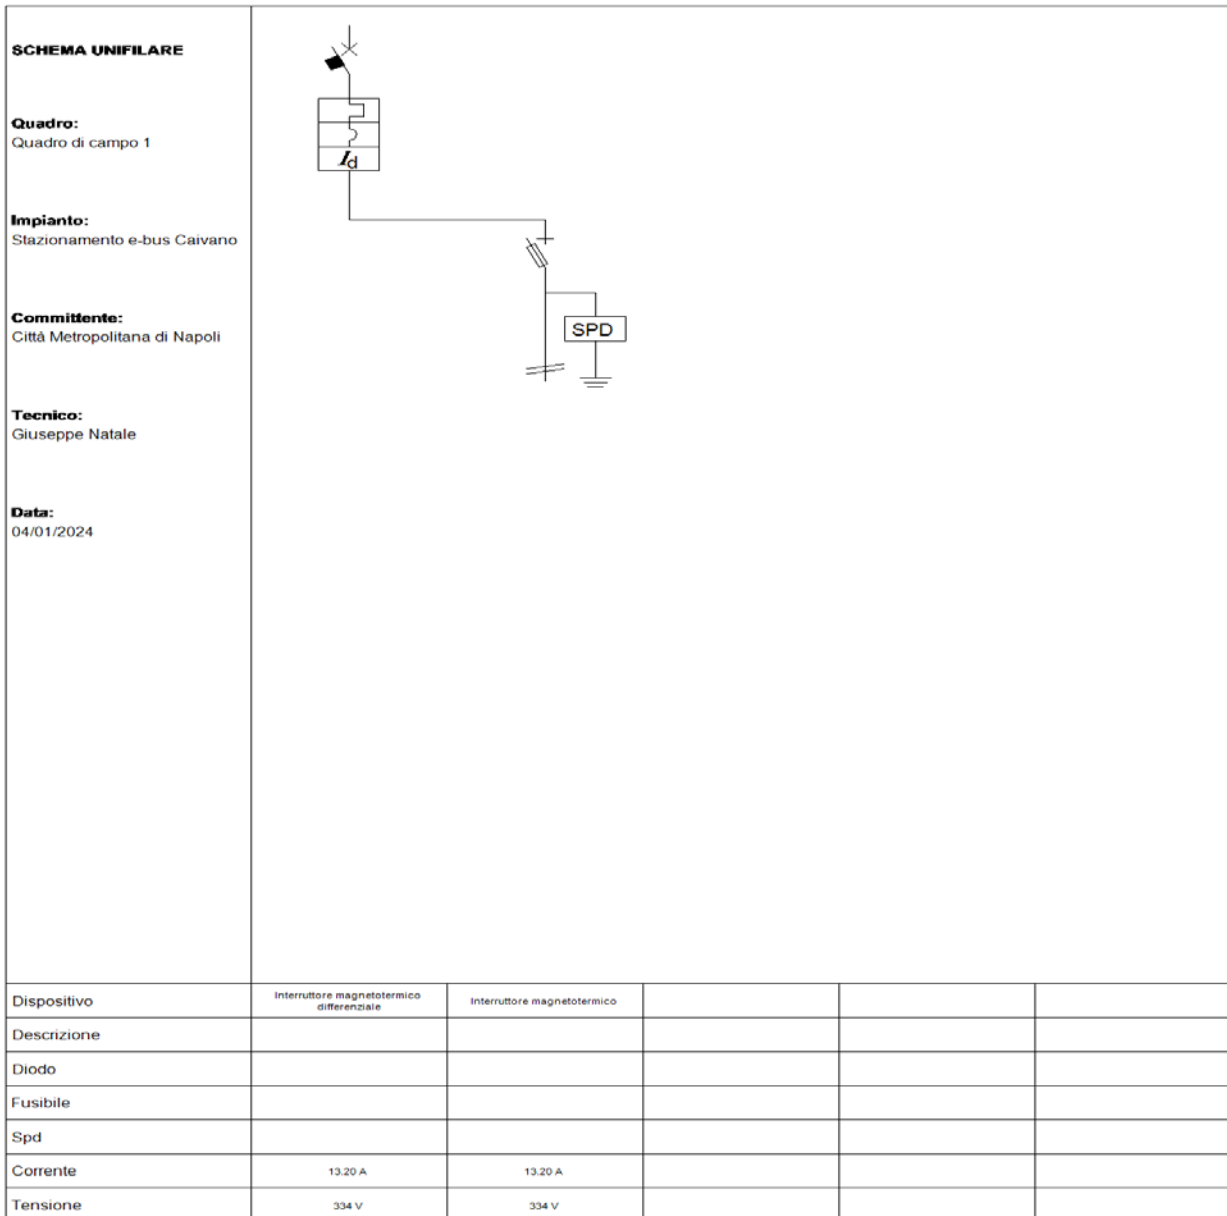 SCHEMA UNIFILARE
Quadro:
Quadro di campo 1
Impianto:
Stazionamento e-bus Caivano
Committente:
Città Metropolitana di Napoli
Tecnico:
Giuseppe Natale
Data:
04/01/2024
Id
SPD
Dispositivo
Interruttore magnetotermico
differenziale
Interruttore magnetotermico
Descrizione
Diodo
Fusibile
Spd
Corrente 13.20 A 13.20 A
Tensione 334 V 334 V